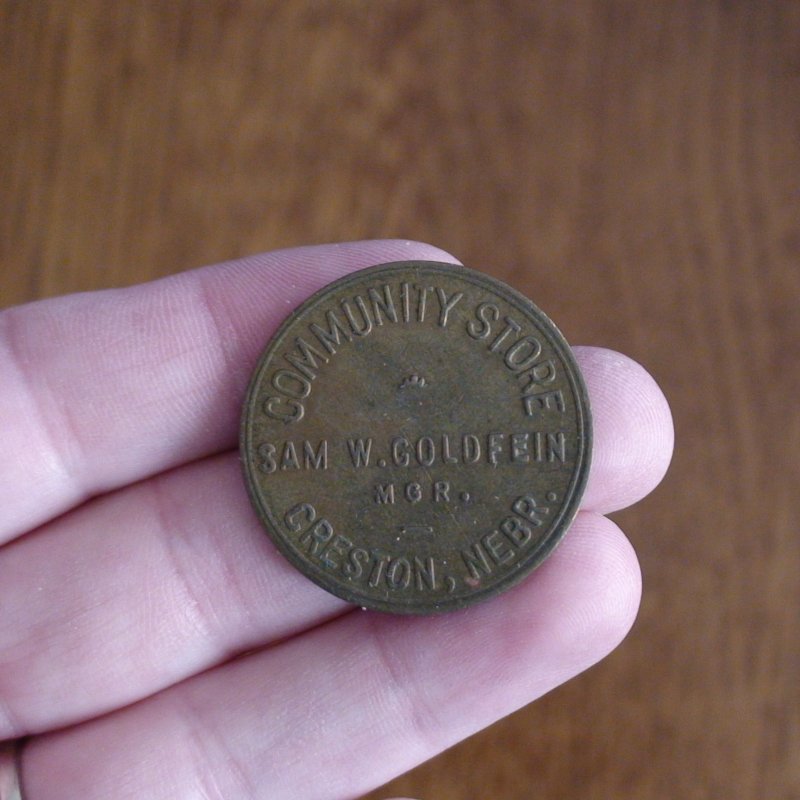 COMMUNITY STORE
SAM W. GOLDFEIN
MGR.
CRESTON, NEBR.